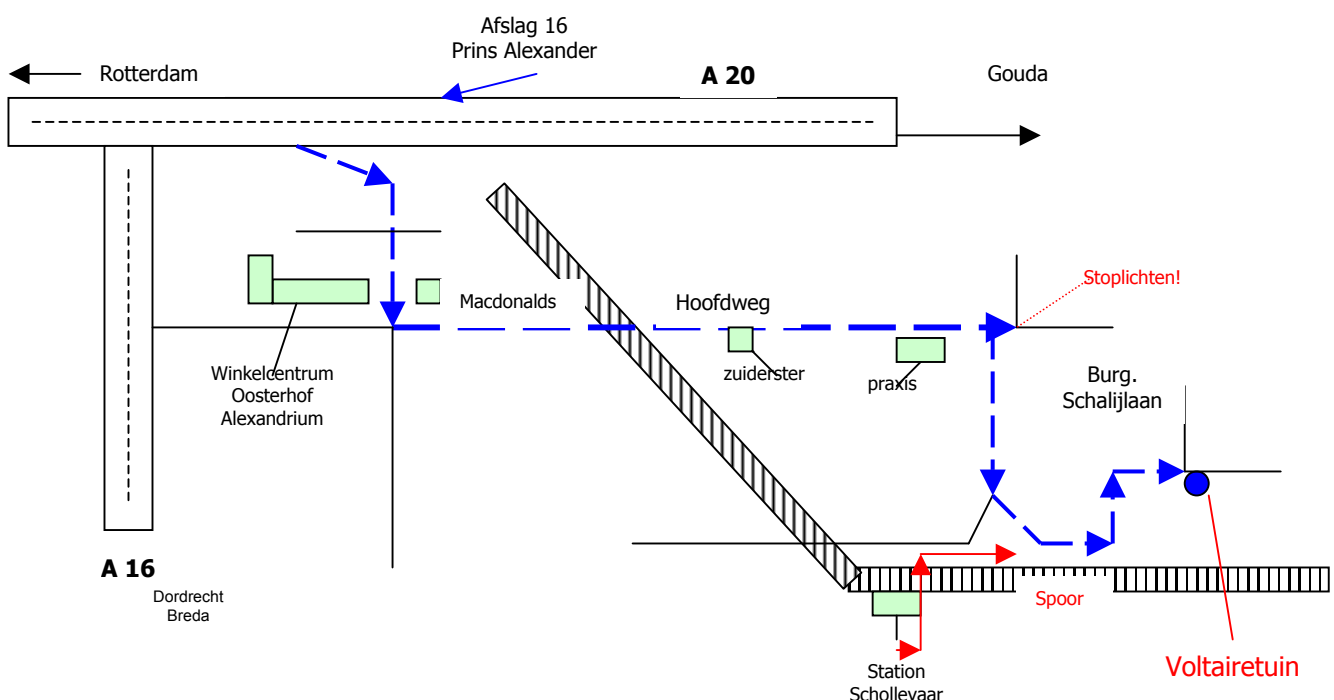 Afslag 16
Prins Alexander
Rotterdam
A 20
Gouda
Stoplichten!
Macdonalds
Hoofdweg
Winkelcentrum
Oosterhof
Alexandrium
zuiderster
praxis
Burg.
Schalijlaan
A 16
Dordrecht
Breda
Spoor
Voltairetuin
Station
Schollevaar